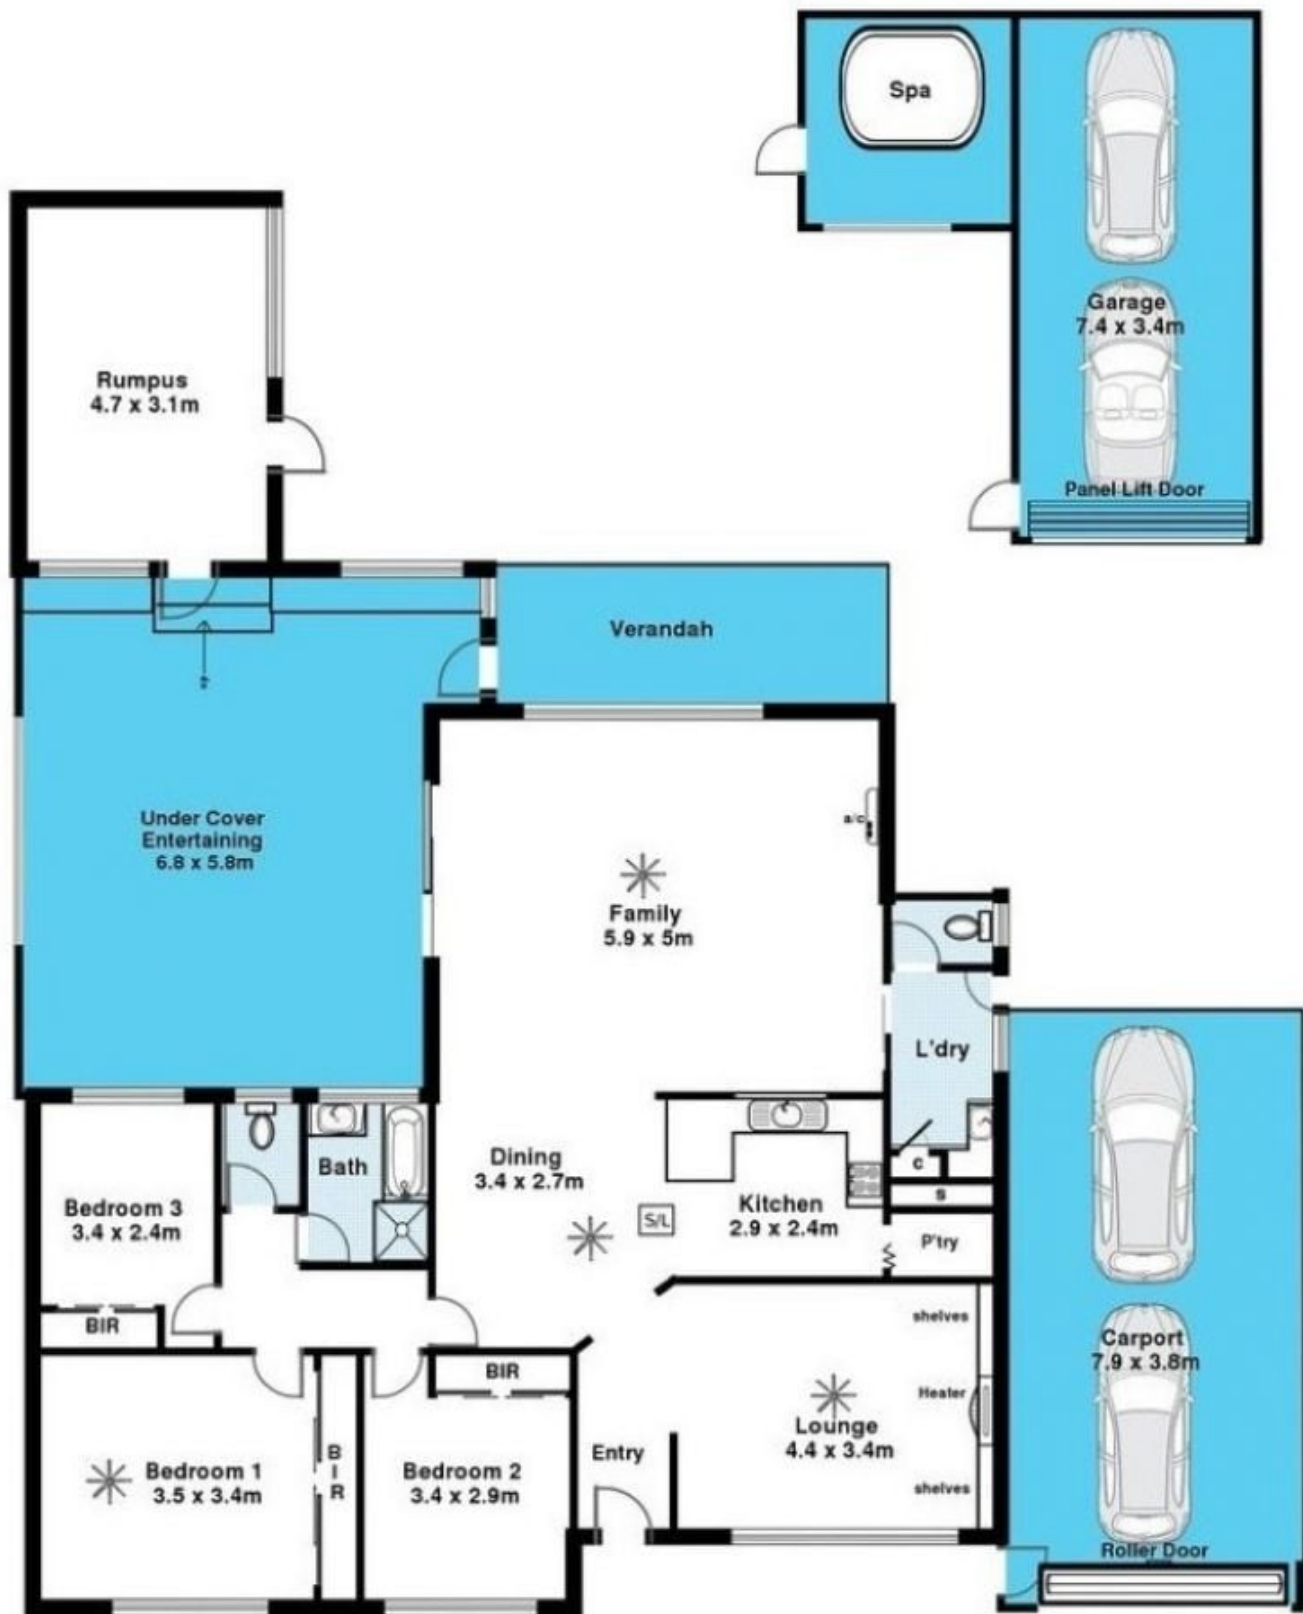 Spa
Garage
7.4 x 3.4m
Panel Lift Door
Rumpus
4.7 x 3.1m
Verandah
Under Cover
Entertaining
6.8 x 5.8m
a/c
Family
5.9 x 5m
L'dry
Dining
3.4 x 2.7m
Bath
Bedroom 3
3.4 x 2.4m
BIR
S/L
Kitchen
2.9 x 2.4m
c
s
P'try
shelves
Heater
shelves
Lounge
4.4 x 3.4m
Carport
7.9 x 3.8m
Roller Door
Bedroom 1
3.5 x 3.4m
B
I
R
BIR
Bedroom 2
3.4 x 2.9m
Entry